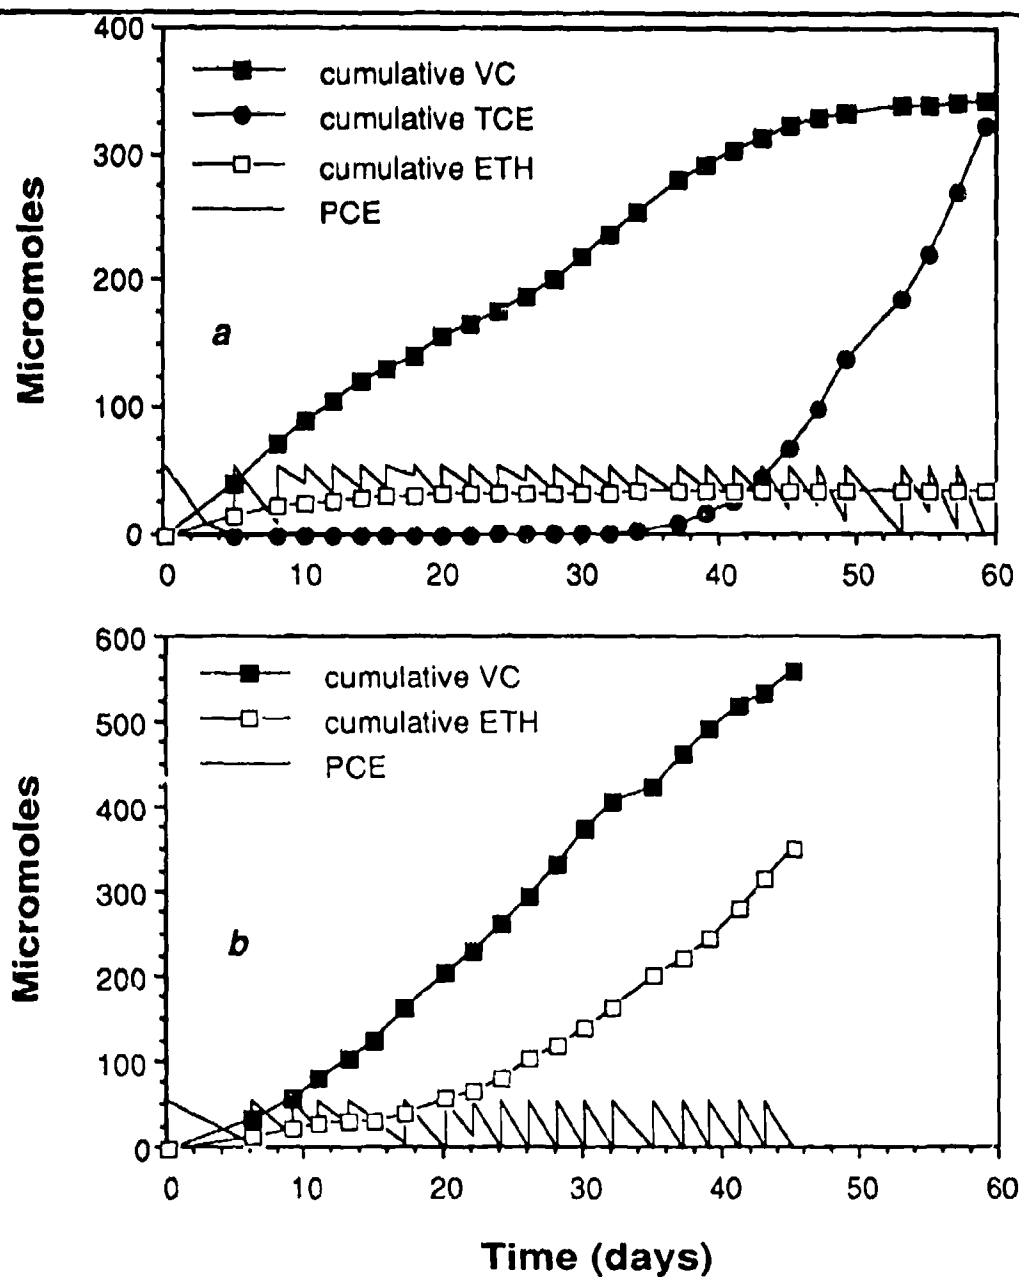 400
300
200
100
0
Micromoles
cumulative VC
cumulative TCE
cumulative ETH
PCE
a
0 10 20 30 40 50 60
600
500
400
300
200
100
0
Micromoles
cumulative VC
cumulative ETH
PCE
b
0 10 20 30 40 50 60
Time (days)